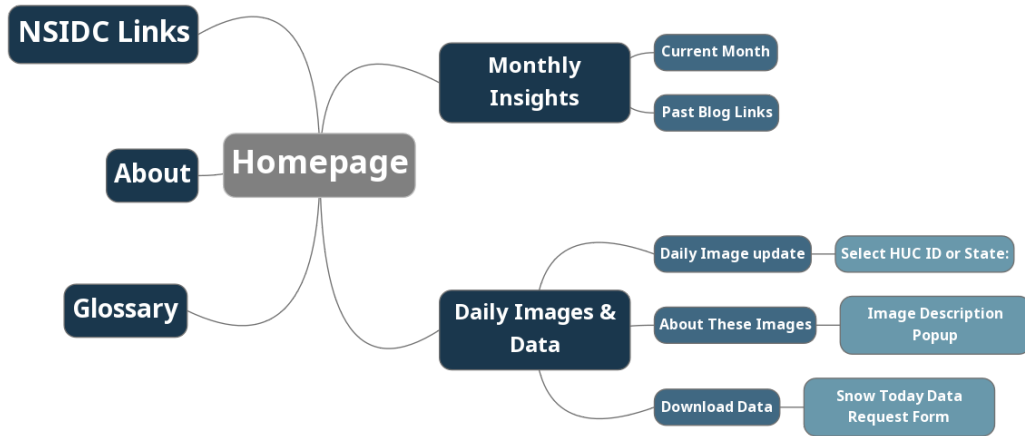 NSIDC Links
About
Glossary
Homepage
Monthly
Insights
Current Month
Past Blog Links
Daily Images &
Data
Daily Image update
Select HUC ID or State:
About These Images
Image Description
Popup
Download Data
Snow Today Data
Request Form